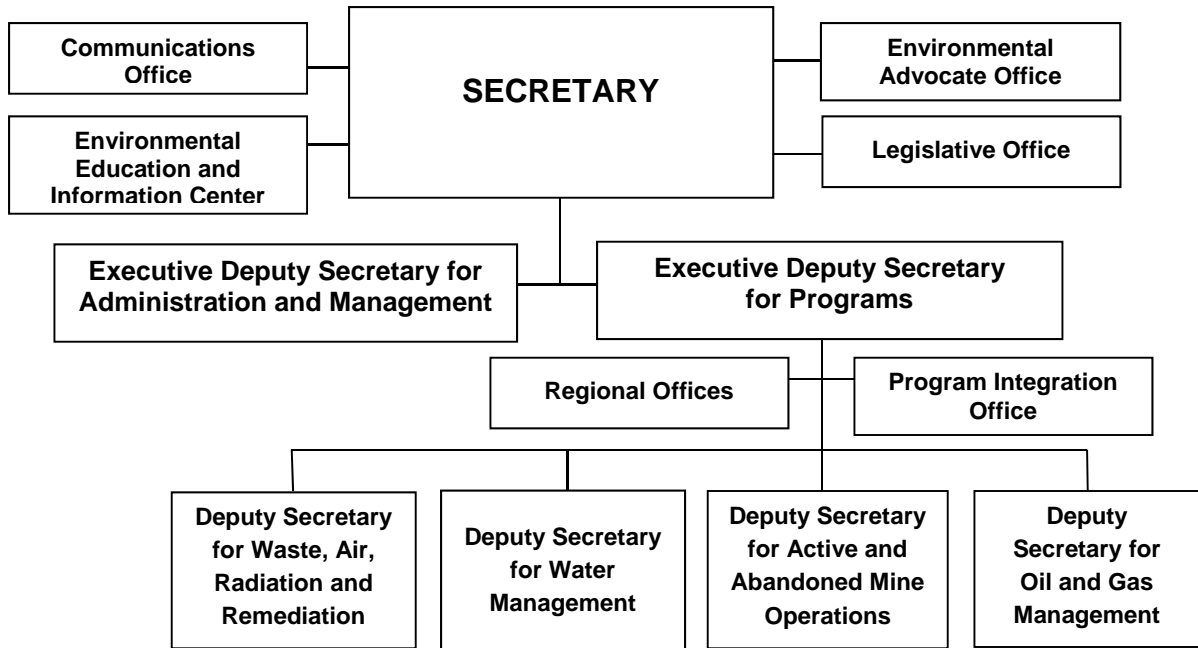 Communications
Office
SECRETARY
Environmental
Advocate Office
Environmental
Education and
Information Center
Legislative Office
Executive Deputy Secretary for
Administration and Management
Executive Deputy Secretary
for Programs
Regional Offices
Program Integration
Office
Deputy Secretary
for Waste, Air,
Radiation and
Remediation
Deputy Secretary
for Water
Management
Deputy Secretary
for Active and
Abandoned Mine
Operations
Deputy
Secretary for
Oil and Gas
Management